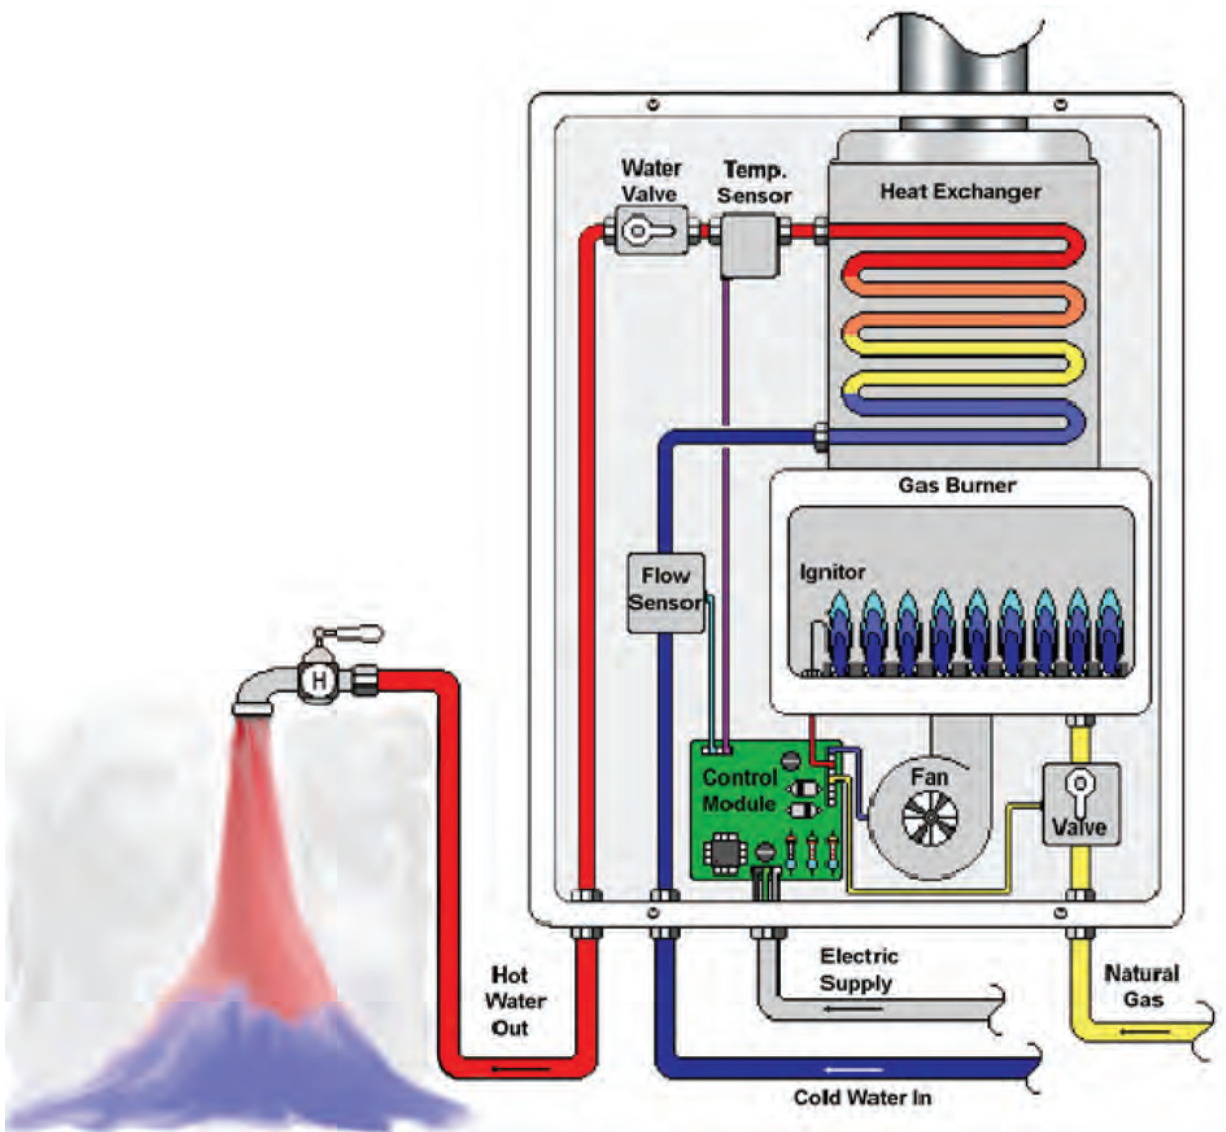 Water
Valve
Temp.
Sensor
Heat Exchanger
Gas Burner
Ignitor
Flow
Sensor
H
Control
Module
Fan
Valve
Hot
Water
Out
Electric
Supply
Natural
Gas
Cold Water In